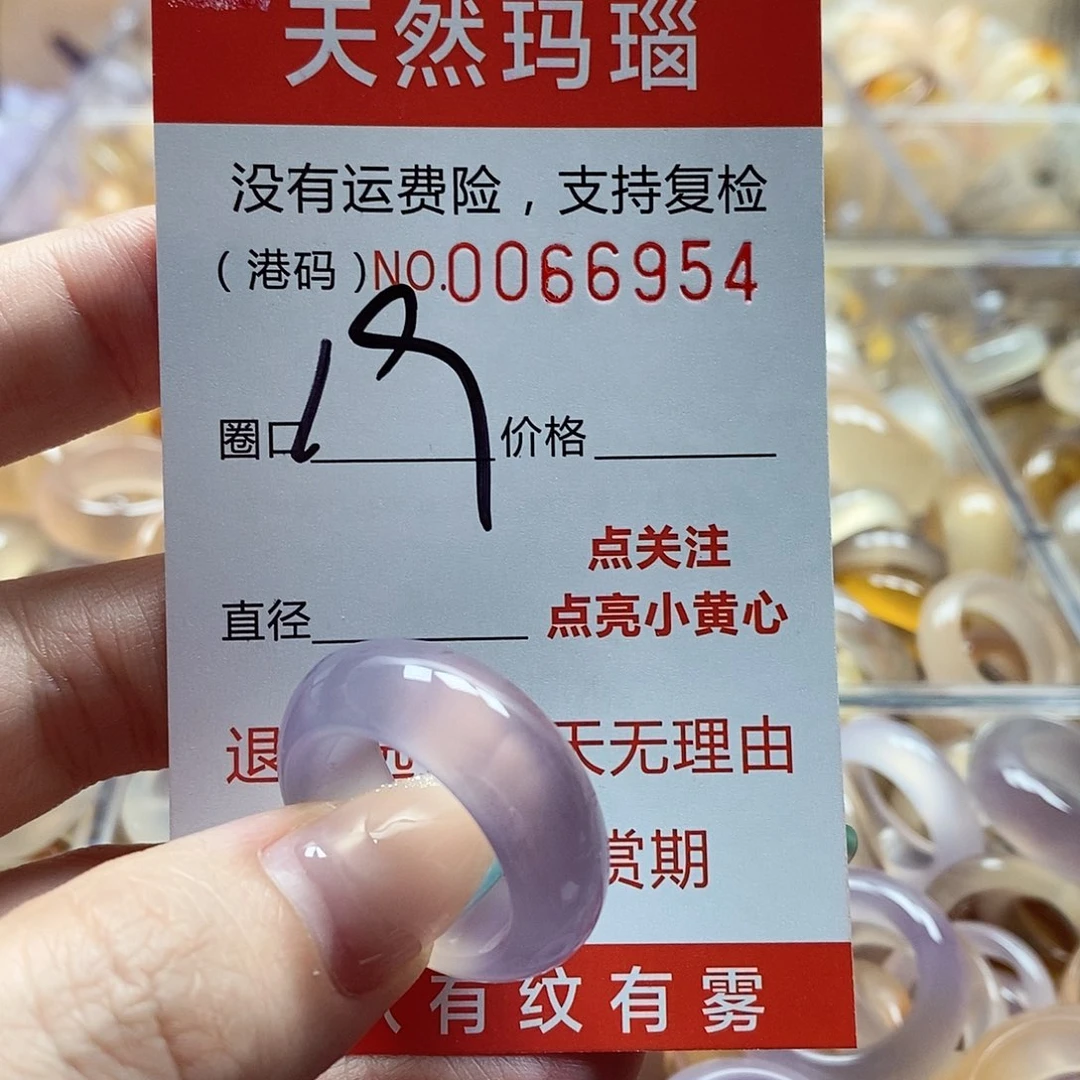 天然玛瑙
没有运费险，支持复检
(港码)NO.0066954
圈口19 价格
点关注
直径 点亮小黄心
退 天无理由
赏期
有纹有雾